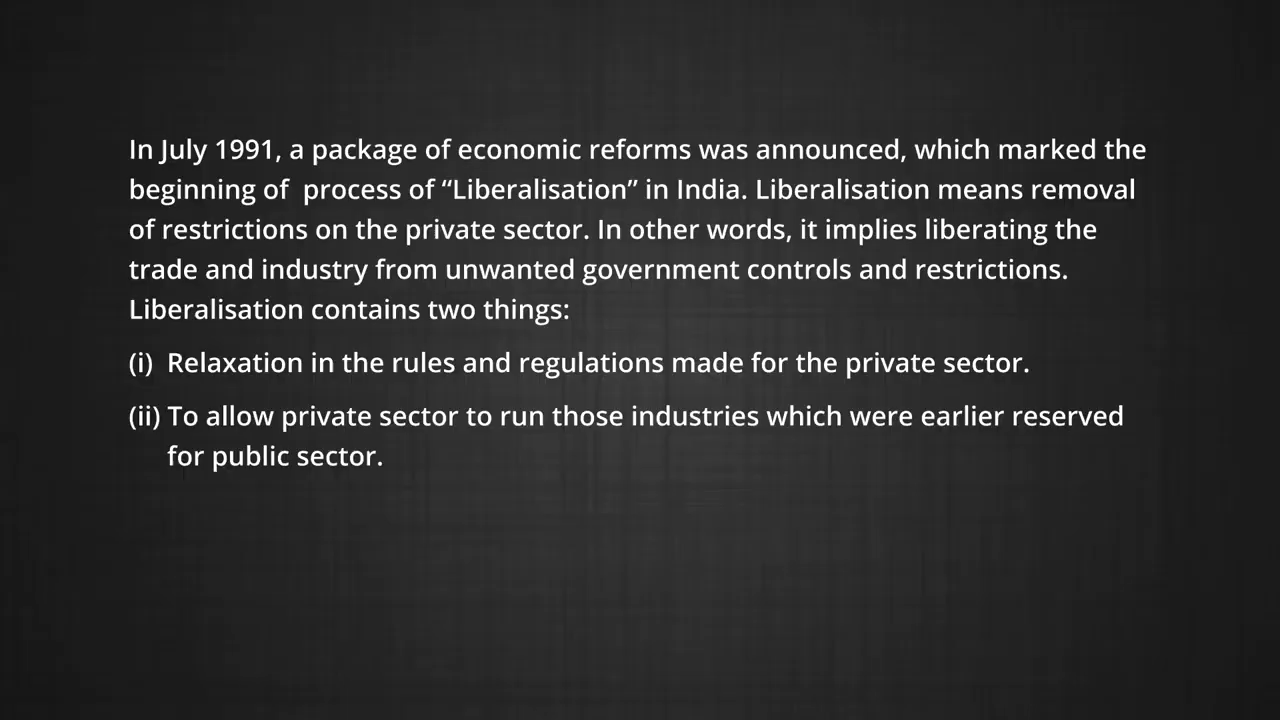 In July 1991, a package of economic reforms was announced, which marked the
beginning of  process of “Liberalisation” in India. Liberalisation means removal
of restrictions on the private sector. In other words, it implies liberating the
trade and industry from unwanted government controls and restrictions.
Liberalisation contains two things:
(i)  Relaxation in the rules and regulations made for the private sector.
(ii) To allow private sector to run those industries which were earlier reserved
for public sector.